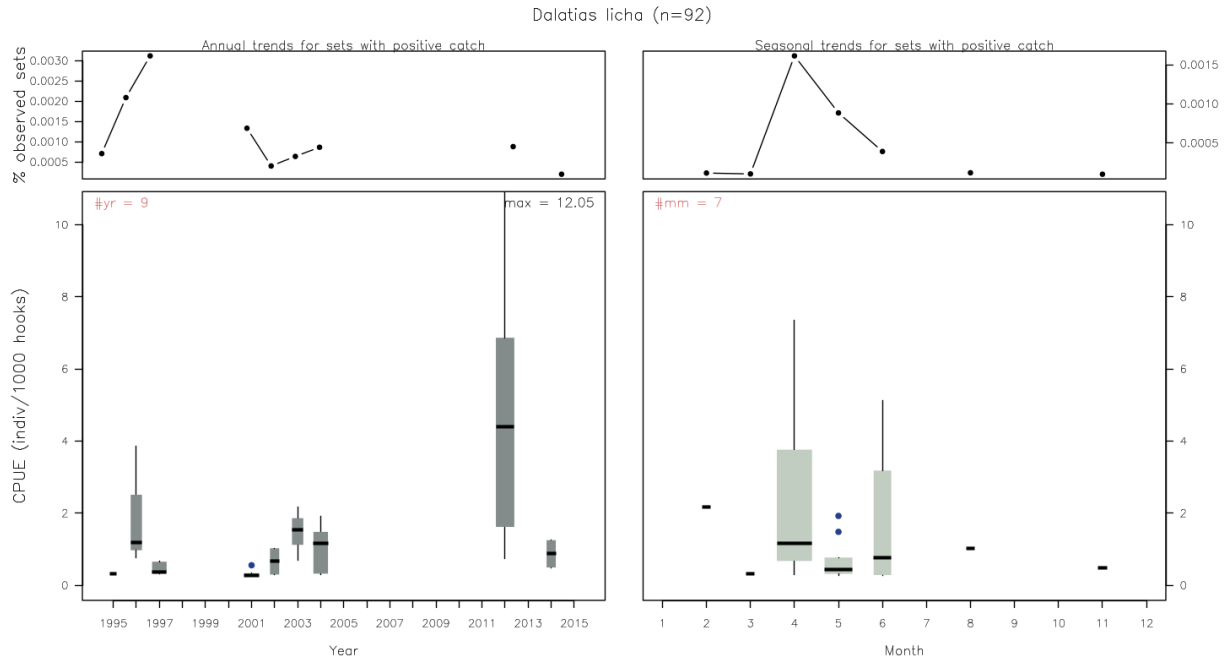 Dalatias licha (n=92)
Annual trends for sets with positive catch
Seasonal trends for sets with positive catch
% observed sets
0.0030
0.0025
0.0020
0.0015
0.0010
0.0005
0.0015
0.0010
0.0005
#yr = 9
max = 12.05
#mm = 7
CPUE (indiv/1000 hooks)
10
8
6
4
2
0
10
8
6
4
2
0
1995 1997 1999 2001 2003 2005 2007 2009 2011 2013 2015
1 2 3 4 5 6 7 8 9 10 11 12
Year
Month